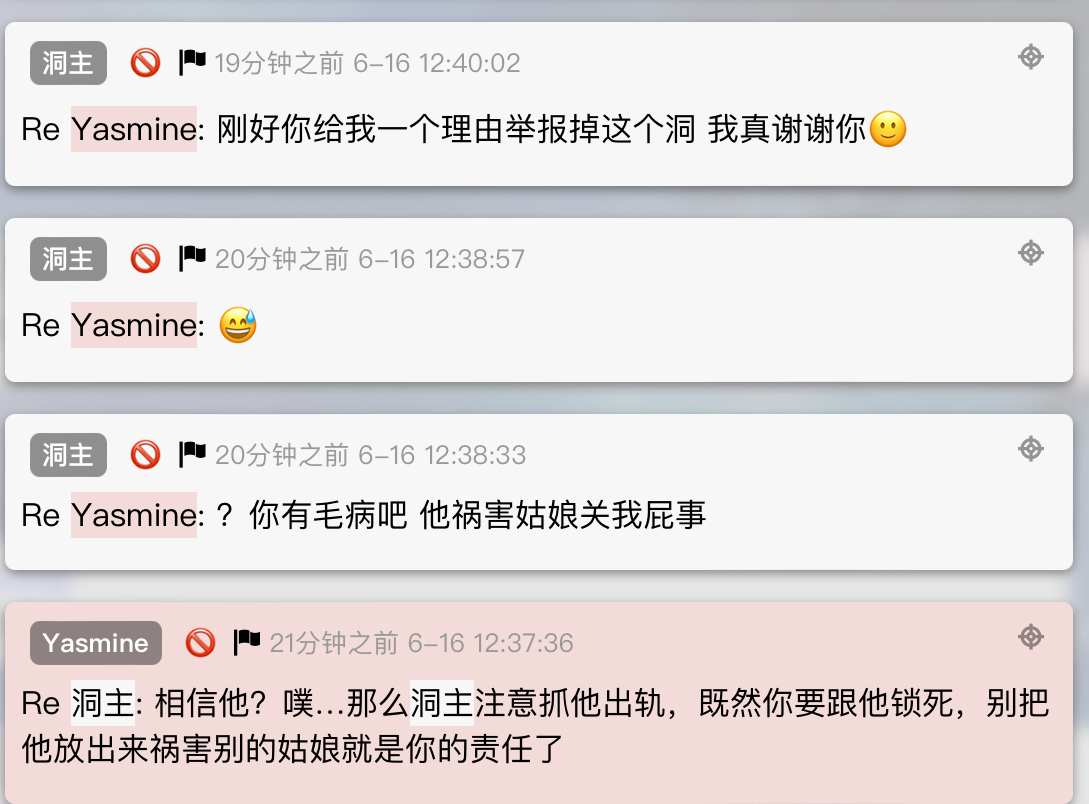 洞主 🚫 19分钟之前 6-16 12:40:02
Re Yasmine: 刚好你给我一个理由举报掉这个洞 我真谢谢你🙂
洞主 🚫 20分钟之前 6-16 12:38:57
Re Yasmine: 😅
洞主 🚫 20分钟之前 6-16 12:38:33
Re Yasmine: ？你有毛病吧 他祸害姑娘关我屁事
Yasmine 🚫 21分钟之前 6-16 12:37:36
Re 洞主: 相信他？噗…那么洞主注意抓他出轨，既然你要跟他锁死，别把
他放出来祸害别的姑娘就是你的责任了